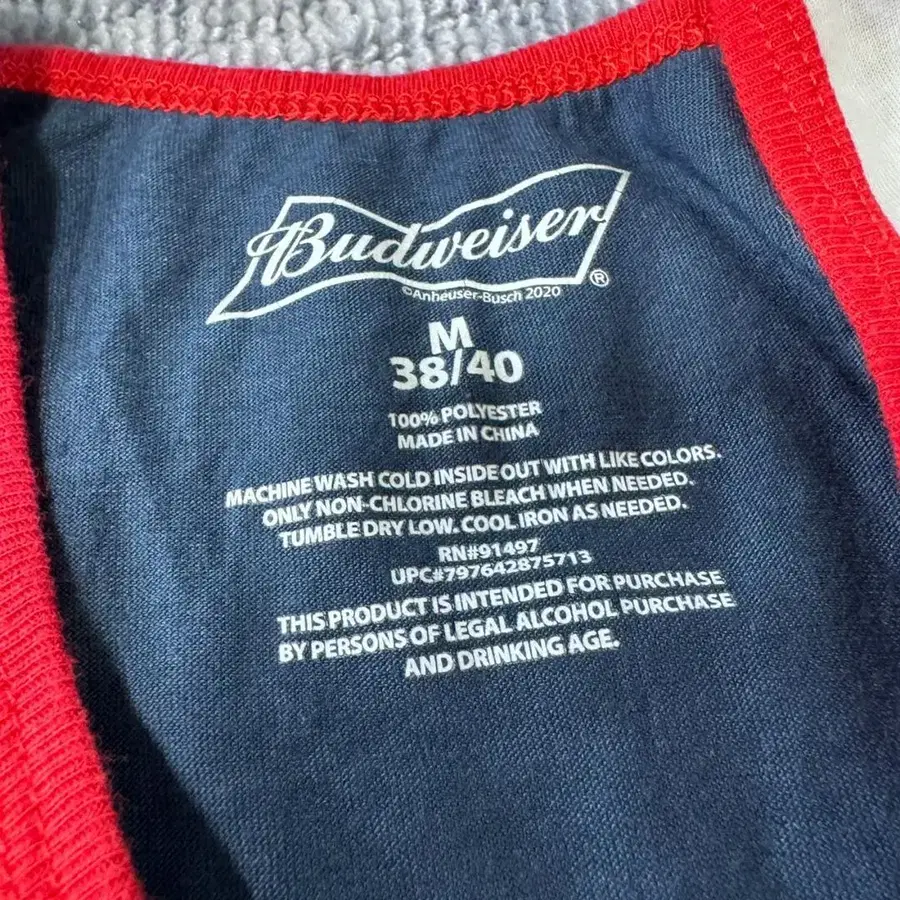 Budweiser®
©Anheuser-Busch 2020
M
38/40
100% POLYESTER
MADE IN CHINA
MACHINE WASH COLD INSIDE OUT WITH LIKE COLORS.
ONLY NON-CHLORINE BLEACH WHEN NEEDED.
TUMBLE DRY LOW. COOL IRON AS NEEDED.
RN#91497
UPC#797642875713
THIS PRODUCT IS INTENDED FOR PURCHASE
BY PERSONS OF LEGAL ALCOHOL PURCHASE
AND DRINKING AGE.